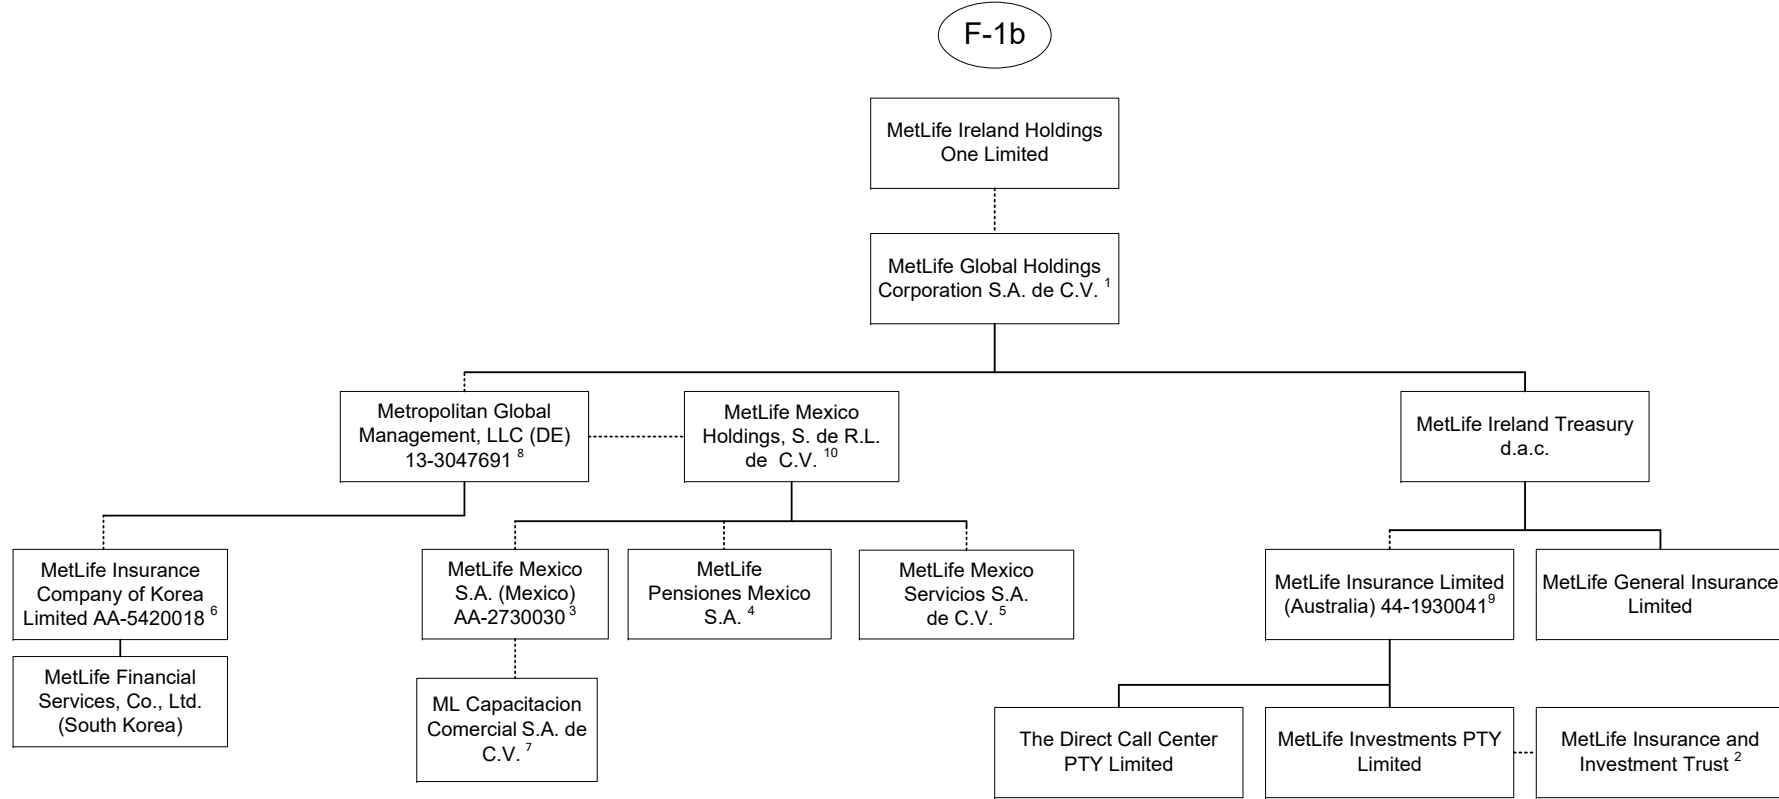 F-1b
MetLife Ireland Holdings
One Limited
MetLife Global Holdings
Corporation S.A. de C.V. 1
Metropolitan Global
Management, LLC (DE)
13-3047691 8
MetLife Mexico
Holdings, S. de R.L.
de C.V. 10
MetLife Ireland Treasury
d.a.c.
MetLife Insurance
Company of Korea
Limited AA-5420018 6
MetLife Mexico
S.A. (Mexico)
AA-2730030 3
MetLife
Pensiones Mexico
S.A. 4
MetLife Mexico
Servicios S.A.
de C.V. 5
MetLife Insurance Limited
(Australia) 44-1930041 9
MetLife General Insurance
Limited
MetLife Financial
Services, Co., Ltd.
(South Korea)
ML Capacitacion
Comercial S.A. de
C.V. 7
The Direct Call Center
PTY Limited
MetLife Investments PTY
Limited
MetLife Insurance and
Investment Trust 2